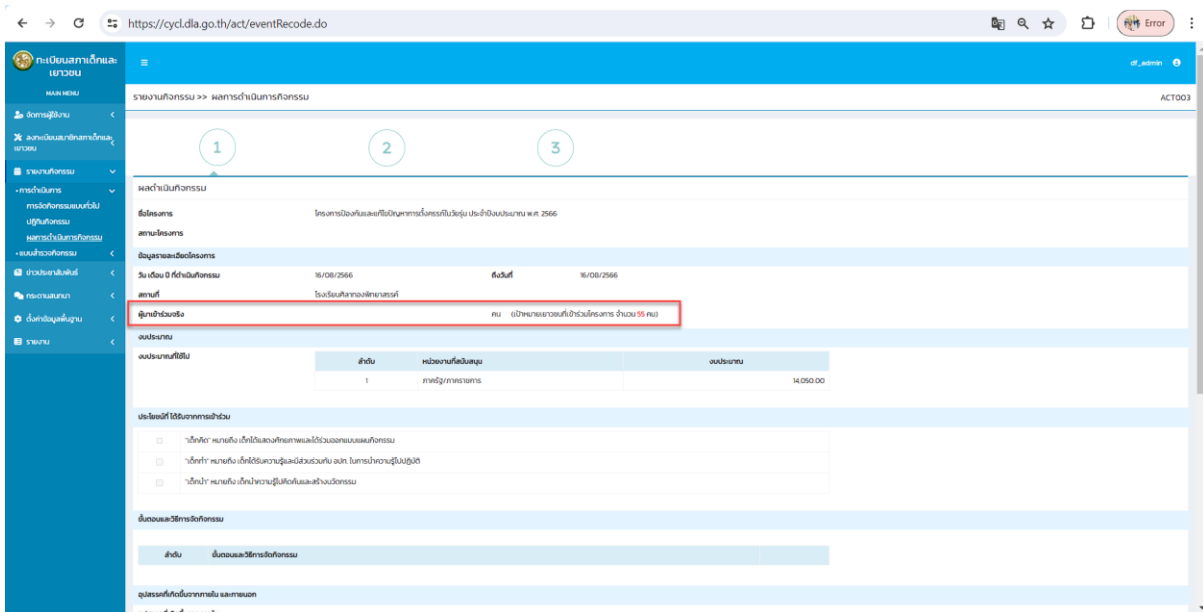 https://cycl.dla.go.th/act/eventRecode.do
Error
ทะเบียนสภาเด็กและ
เยาวชน
MAIN MENU
จัดการผู้ใช้งาน
ลงทะเบียนสมาชิกสภาเด็กและ
เยาวชน
รายงานกิจกรรม
การดำเนินการ
การจัดกิจกรรมแบบทั่วไป
ปฏิทินกิจกรรม
ผลการดำเนินการกิจกรรม
แบบสำรวจกิจกรรม
ข่าวประชาสัมพันธ์
กระดานสนทนา
ตั้งค่าข้อมูลพื้นฐาน
รายงาน
df_admin
รายงานกิจกรรม >> ผลการดำเนินการกิจกรรม ACT003
1 2 3
ผลดำเนินกิจกรรม
ชื่อโครงการ โครงการป้องกันและแก้ไขปัญหาการตั้งครรภ์ในวัยรุ่น ประจำปีงบประมาณ พ.ศ. 2566
สถานะโครงการ
ข้อมูลรายละเอียดโครงการ
วัน เดือน ปี ที่ดำเนินกิจกรรม 16/08/2566 ถึงวันที่ 16/08/2566
สถานที่ โรงเรียนศิลาทองพิทยาสรรค์
ผู้มาเข้าร่วมจริง คน (เป้าหมายเยาวชนที่เข้าร่วมโครงการ จำนวน 55 คน)
งบประมาณ
งบประมาณที่ใช้ไป ลำดับ หน่วยงานที่สนับสนุน งบประมาณ
1 ภาครัฐ/ภาคราชการ 14,050.00
ประโยชน์ที่ ได้รับจากการเข้าร่วม
"เด็กคิด" หมายถึง เด็กได้แสดงศักยภาพและได้ร่วมออกแบบแผนกิจกรรม
"เด็กทำ" หมายถึง เด็กได้รับความรู้และมีส่วนร่วมกับ อปท. ในการนำความรู้ไปปฏิบัติ
"เด็กนำ" หมายถึง เด็กนำความรู้ไปคิดค้นและสร้างนวัตกรรม
ขั้นตอนและวิธีการจัดกิจกรรม
ลำดับ ขั้นตอนและวิธีการจัดกิจกรรม
อุปสรรคที่เกิดขึ้นจากภายใน และภายนอก